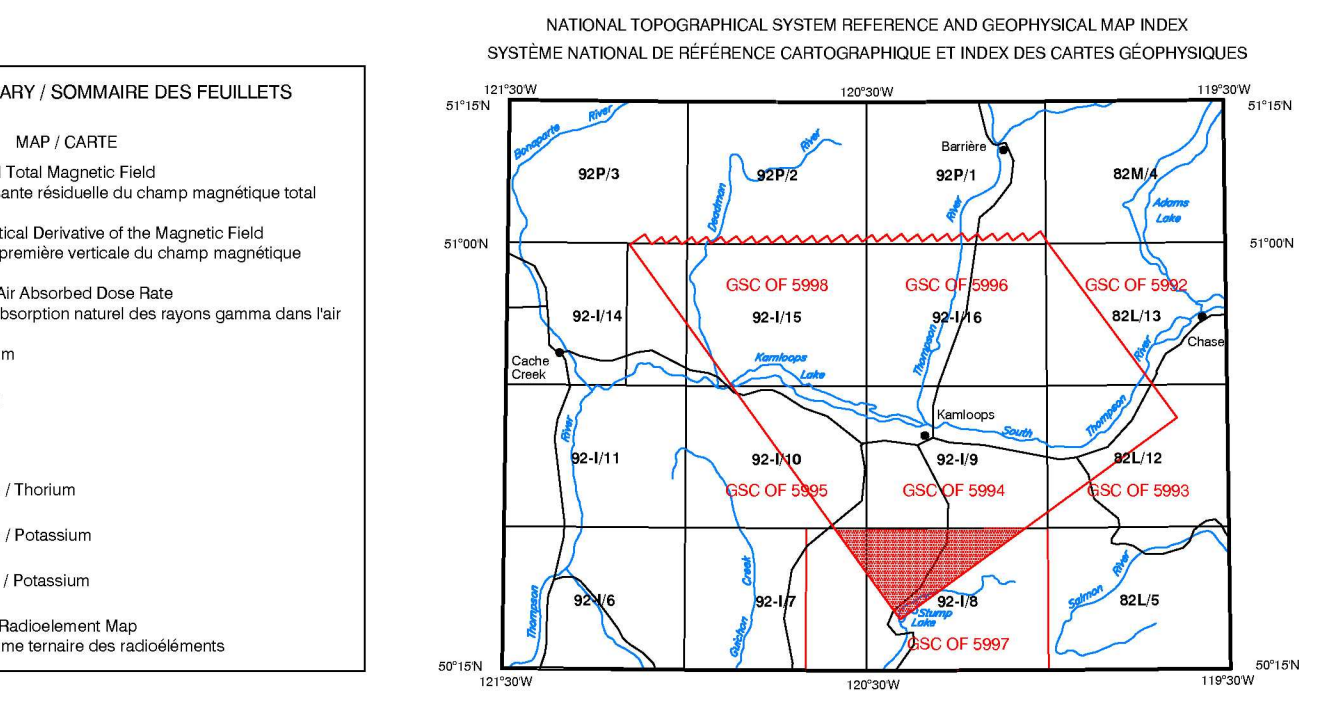 ARY / SOMMAIRE DES FEUILLETS
MAP / CARTE
Total Magnetic Field
sante résiduelle du champ magnétique total
tical Derivative of the Magnetic Field
première verticale du champ magnétique
Air Absorbed Dose Rate
bsorption naturel des rayons gamma dans l'air
m
/ Thorium
/ Potassium
/ Potassium
Radioelement Map
me ternaire des radioéléments
NATIONAL TOPOGRAPHICAL SYSTEM REFERENCE AND GEOPHYSICAL MAP INDEX
SYSTÈME NATIONAL DE RÉFÉRENCE CARTOGRAPHIQUE ET INDEX DES CARTES GÉOPHYSIQUES
121°30'W
120°30'W
119°30'W
51°15'N
51°15'N
Bonaparte River
River
Barrière
92P/3
92P/2
92P/1
82M/4
Deadman
River
Adams
Lake
51°00'N
51°00'N
GSC OF 5998
GSC OF 5996
GSC OF 5992
92-I/14
92-I/15
92-I/16
82L/13
Thompson
River
Chase
Cache
Creek
Kamloops
Lake
Kamloops
South
Thompson
River
92-I/11
92-I/10
92-I/9
82L/12
GSC OF 5995
GSC OF 5994
GSC OF 5993
Thompson
Guichon
Creek
Salmon
River
92-I/6
92-I/7
92-I/8
82L/5
Stump
Lake
GSC OF 5997
50°15'N
50°15'N
121°30'W
120°30'W
119°30'W